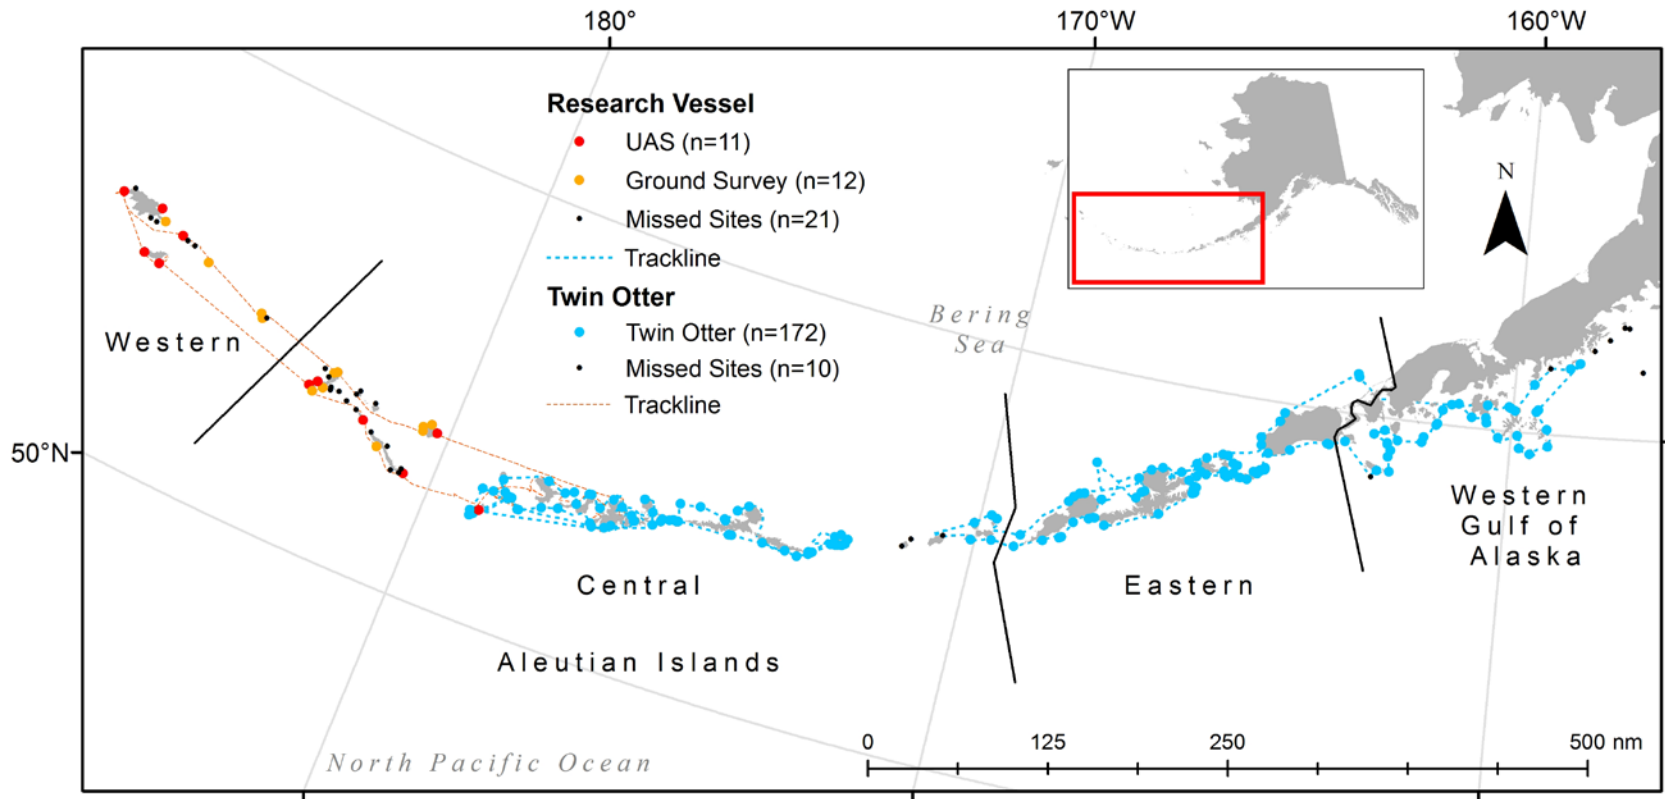 180°
170°W
160°W
Research Vessel
UAS (n=11)
Ground Survey (n=12)
Missed Sites (n=21)
Trackline
Twin Otter
Twin Otter (n=172)
Missed Sites (n=10)
Trackline
N
Bering
Sea
Western
50°N
Western
Gulf of
Alaska
Central
Eastern
Aleutian Islands
North Pacific Ocean
0 125 250 500 nm